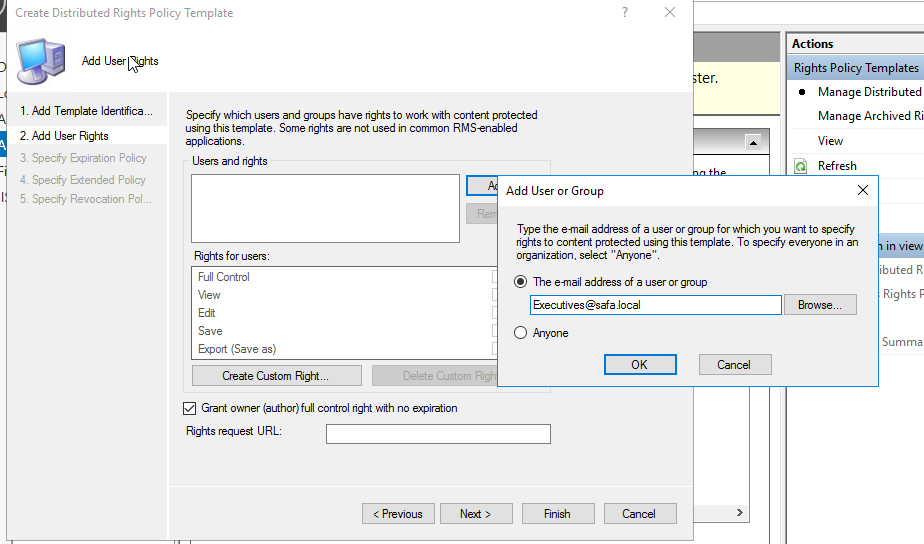 Create Distributed Rights Policy Template
?
Add User Rights
1. Add Template Identifica...
2. Add User Rights
3. Specify Expiration Policy
4. Specify Extended Policy
5. Specify Revocation Pol...
Specify which users and groups have rights to work with content protected
using this template. Some rights are not used in common RMS-enabled
applications.
Users and rights
Rights for users:
Full Control
View
Edit
Save
Export (Save as)
Create Custom Right...
Delete Custom Righ
Grant owner (author) full control right with no expiration
Rights request URL:
< Previous
Next >
Finish
Cancel
Add User or Group
Type the e-mail address of a user or group for which you want to specify
rights to content protected using this template. To specify everyone in an
organization, select "Anyone".
The e-mail address of a user or group
Executives@safa.local
Browse...
Anyone
OK
Cancel
ster.
ng the
Actions
Rights Policy Templates
Manage Distributed
Manage Archived Ri
View
Refresh
n in view
ibuted R
Rights P
Summa